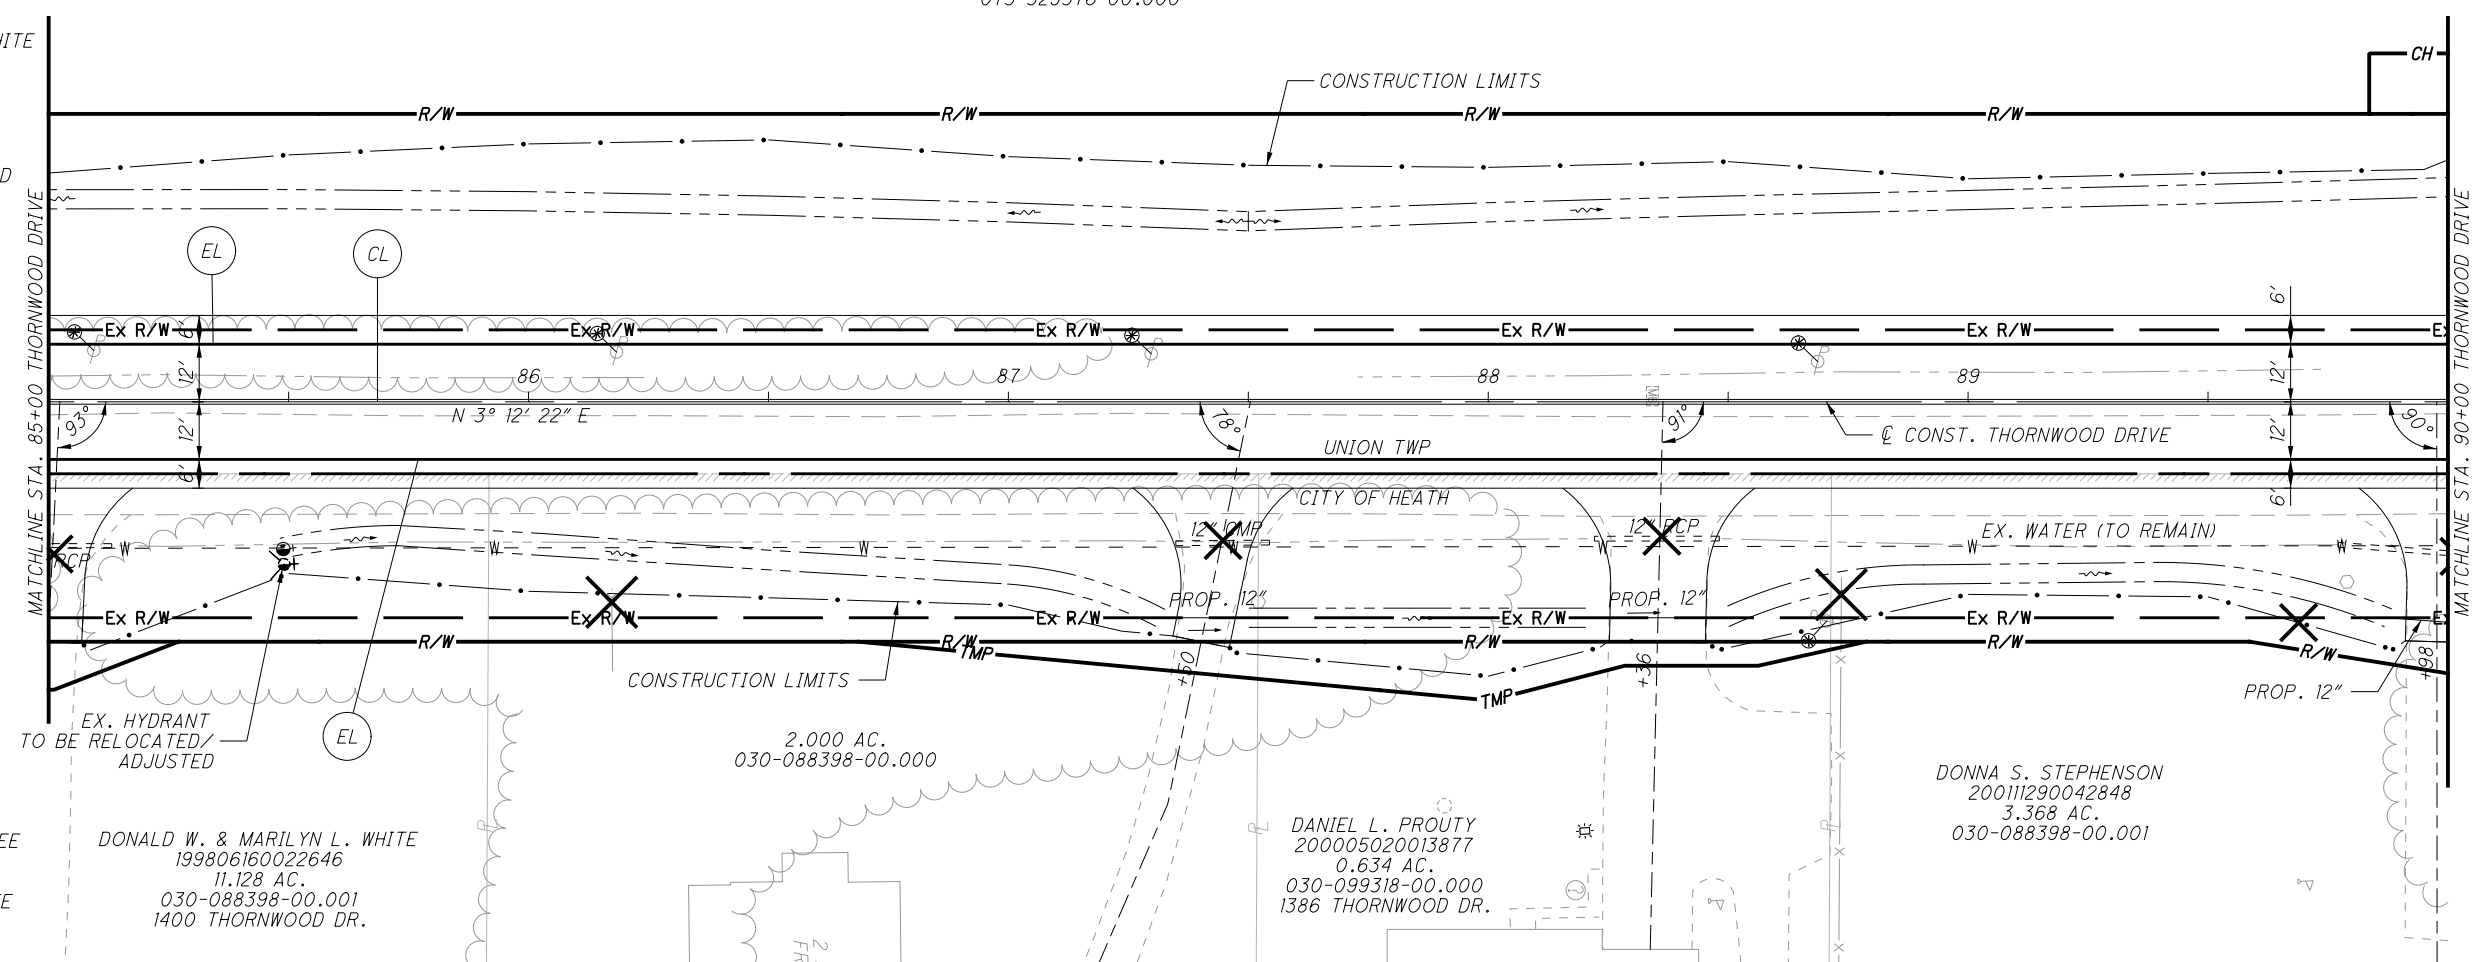 CH
CONSTRUCTION LIMITS
R/W R/W R/W R/W
MATCHLINE STA. 85+00 THORNWOOD DRIVE
MATCHLINE STA. 90+00 THORNWOOD DRIVE
EL
CL
6'
6'
Ex R/W Ex R/W Ex R/W Ex R/W Ex R/W
12'
12'
86 87 88 89
N 3° 12' 22" E
93°
78°
91°
90°
12'
12'
℄ CONST. THORNWOOD DRIVE
UNION TWP
6'
6'
CITY OF HEATH
12" CMP
12" RCP
EX. WATER (TO REMAIN)
RCP
W W W W W W W
PROP. 12"
PROP. 12"
Ex R/W Ex R/W Ex R/W Ex R/W Ex R/W
R/W R/W R/W R/W R/W
TMP
+50
+36
+98
CONSTRUCTION LIMITS
TMP
PROP. 12"
EX. HYDRANT
TO BE RELOCATED/
ADJUSTED
EL
2.000 AC.
030-088398-00.000
DONNA S. STEPHENSON
200111290042848
3.368 AC.
030-088398-00.001
DONALD W. & MARILYN L. WHITE
199806160022646
11.128 AC.
030-088398-00.001
1400 THORNWOOD DR.
DANIEL L. PROUTY
200005020013877
0.634 AC.
030-099318-00.000
1386 THORNWOOD DR.